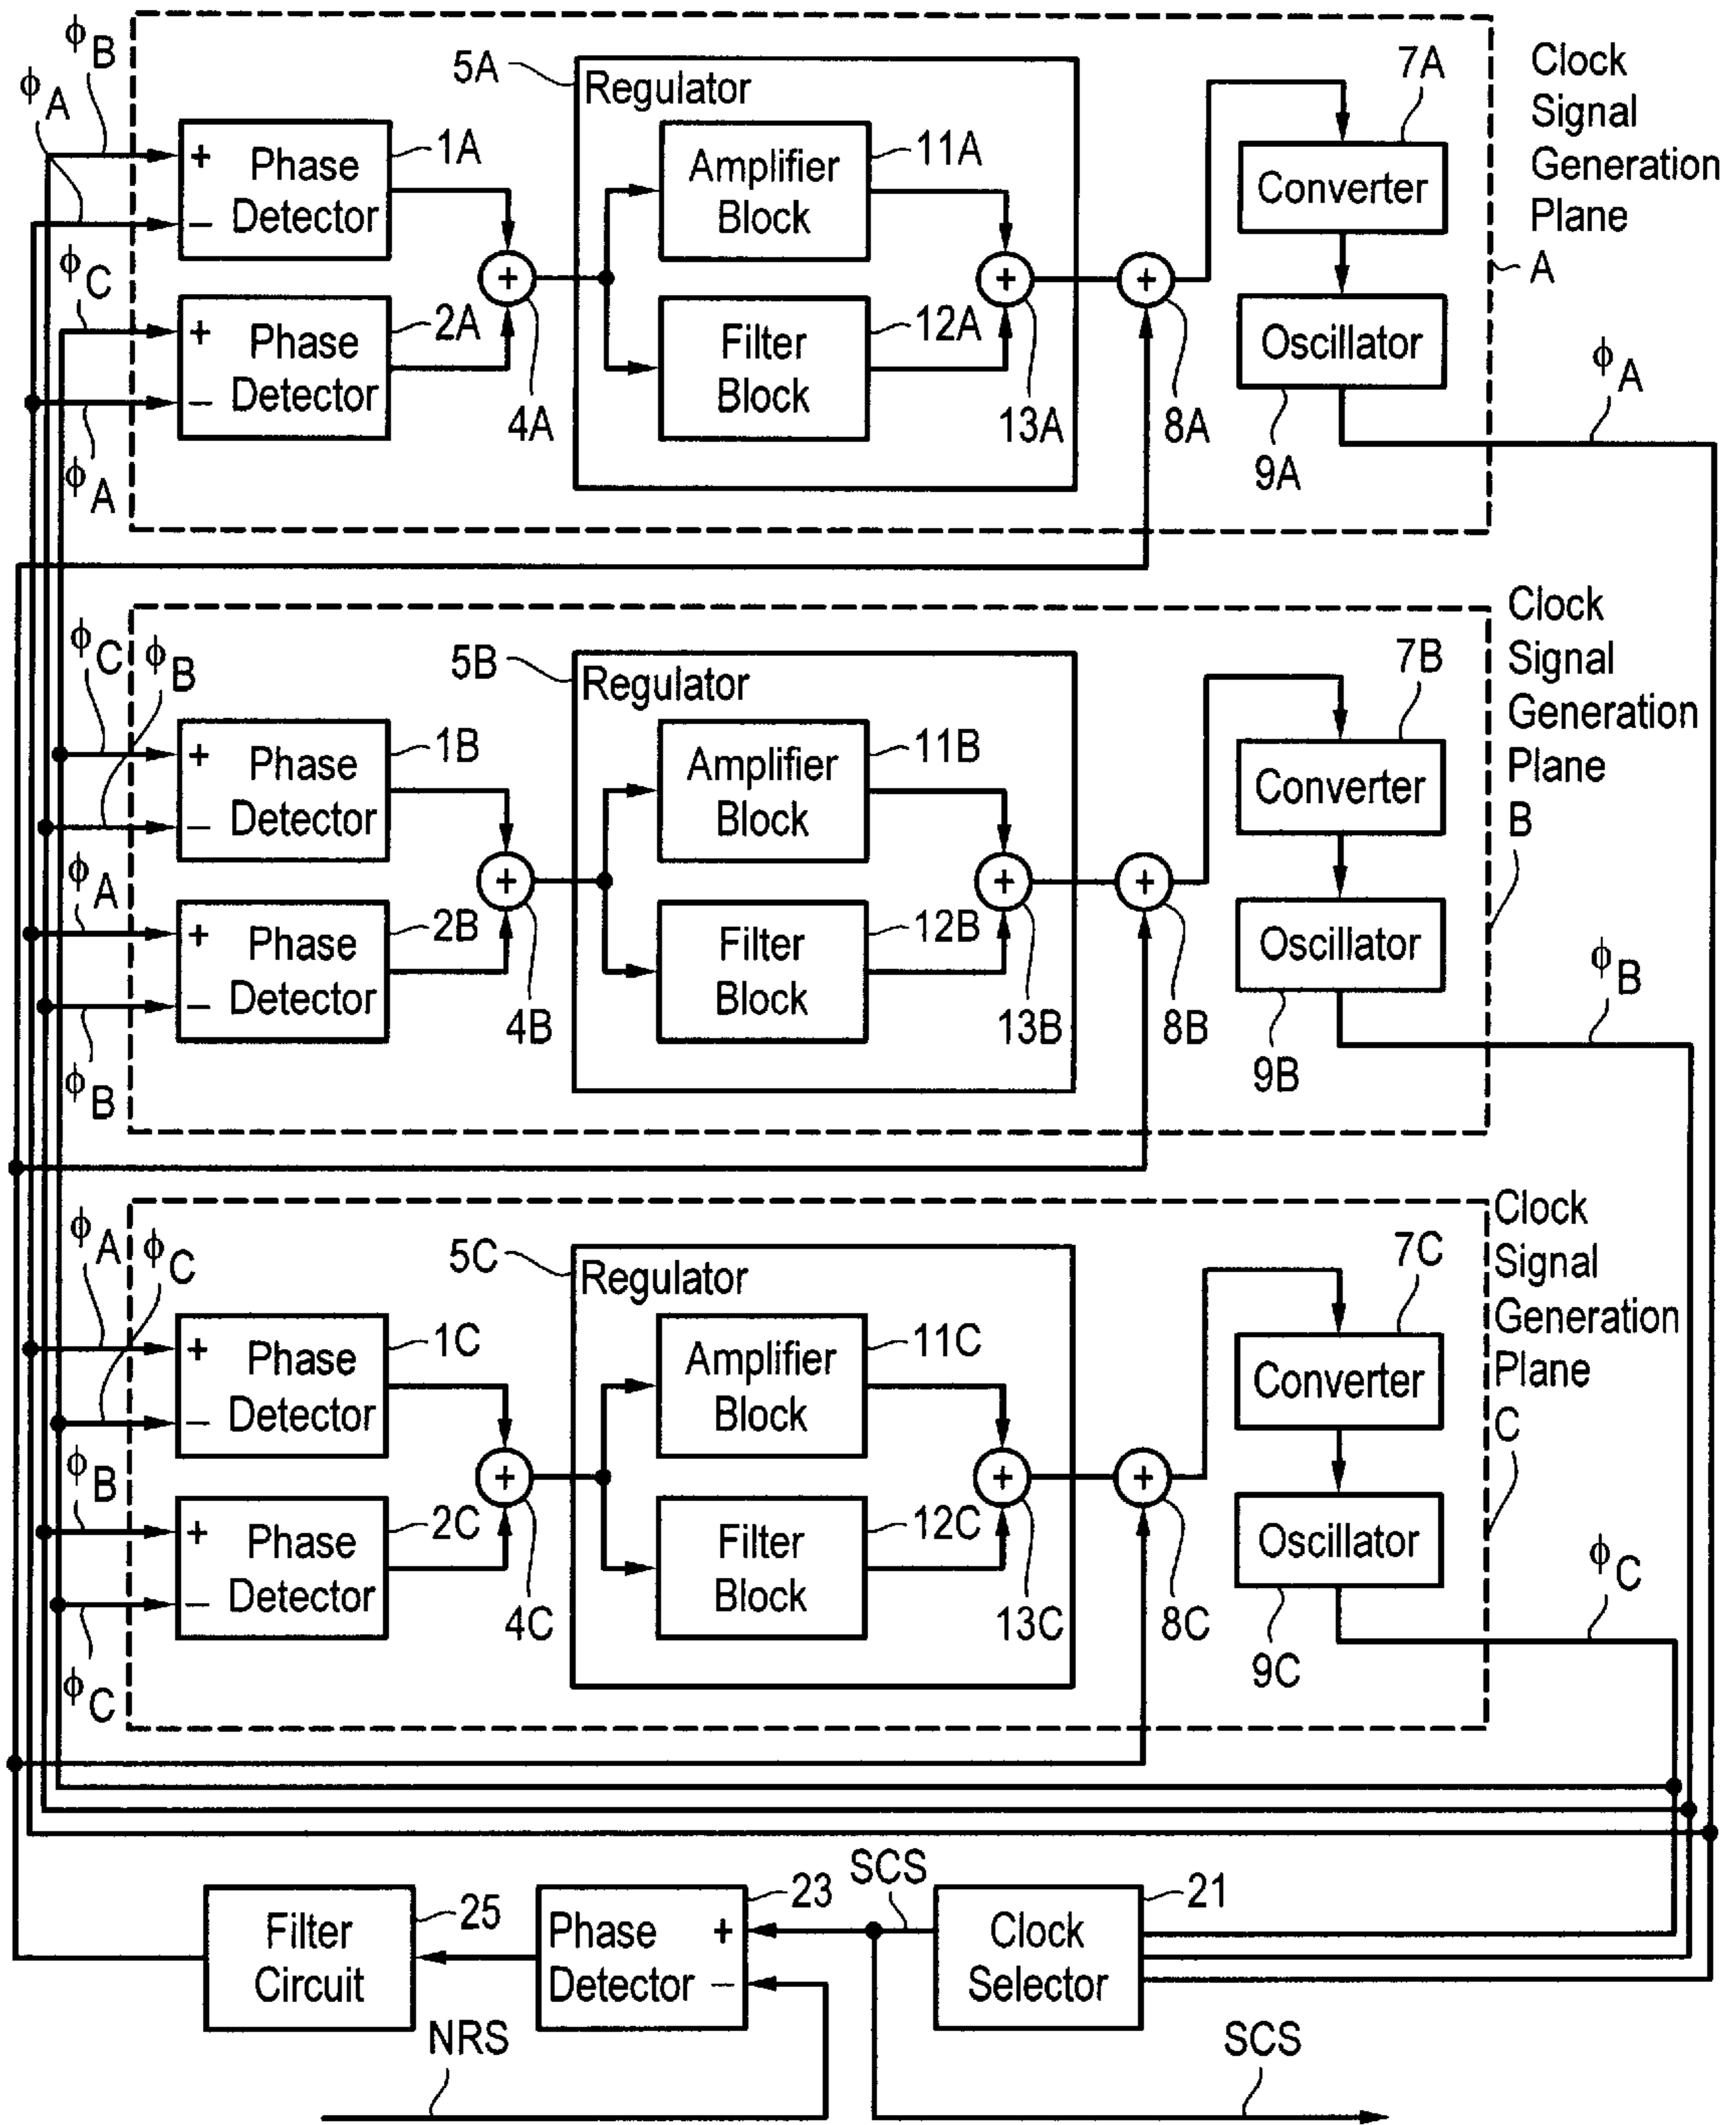 ϕB
ϕA
5A
Regulator
7A
Clock
Signal
Generation
Plane
A
+
Phase
Detector
−
1A
Amplifier
Block
11A
Converter
ϕC
+
Phase
Detector
−
2A
+
4A
Filter
Block
12A
+
13A
+
8A
Oscillator
9A
ϕA
ϕA
ϕC
ϕB
5B
Regulator
7B
Clock
Signal
Generation
Plane
B
+
Phase
Detector
−
1B
Amplifier
Block
11B
Converter
ϕA
+
Phase
Detector
−
2B
+
4B
Filter
Block
12B
+
13B
+
8B
Oscillator
9B
ϕB
ϕB
ϕA
ϕC
5C
Regulator
7C
Clock
Signal
Generation
Plane
C
+
Phase
Detector
−
1C
Amplifier
Block
11C
Converter
ϕB
+
Phase
Detector
−
2C
+
4C
Filter
Block
12C
+
13C
+
8C
Oscillator
9C
ϕC
ϕC
Filter
Circuit
25
Phase
Detector
+
−
23
SCS
Clock
Selector
21
NRS
SCS